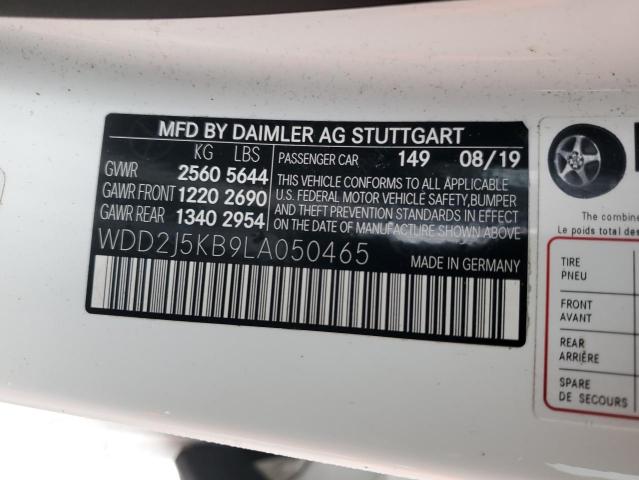 MFD BY DAIMLER AG STUTTGART
KG LBS
GVWR 2560 5644
GAWR FRONT 1220 2690
GAWR REAR 1340 2954
PASSENGER CAR 149 08/19
THIS VEHICLE CONFORMS TO ALL APPLICABLE
U.S. FEDERAL MOTOR VEHICLE SAFETY, BUMPER
AND THEFT PREVENTION STANDARDS IN EFFECT
ON THE DATE OF MANUFACTURE SHOWN ABOVE.
WDD2J5KB9LA050465
MADE IN GERMANY
The combine
Le poids tota
TIRE
PNEU
FRONT
AVANT
REAR
ARRIÈRE
SPARE
DE SECOURS